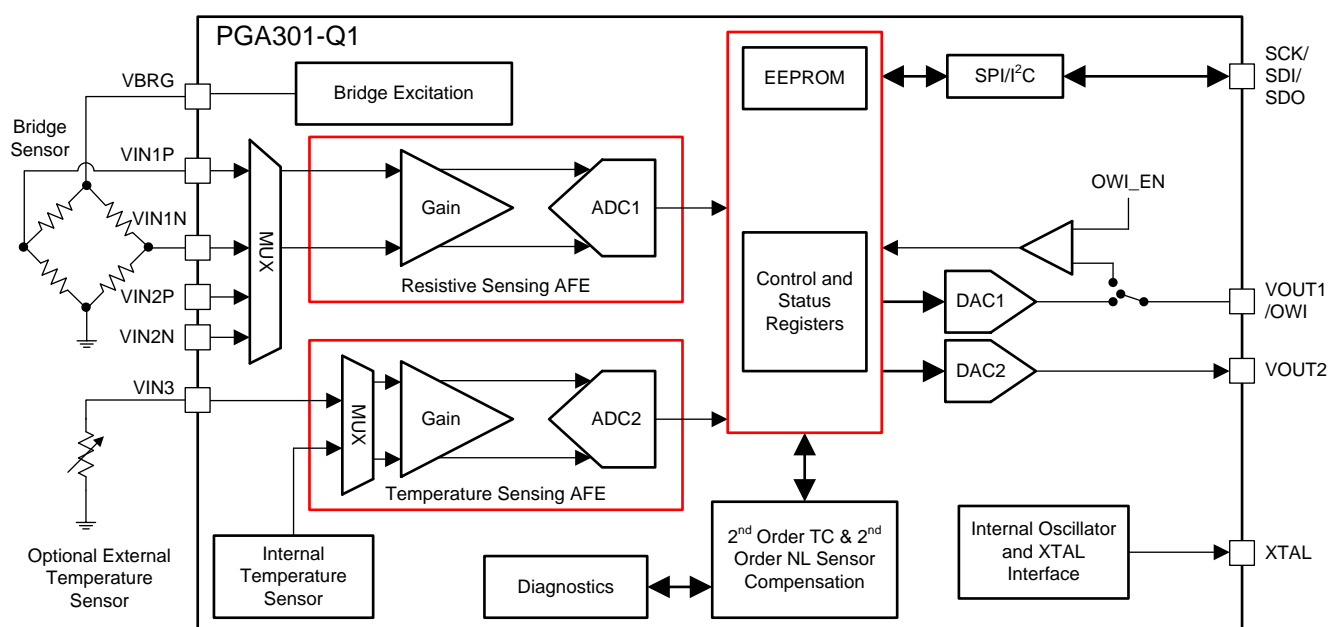 PGA301-Q1
VBRG
Bridge Excitation
EEPROM
SPI/I²C
SCK/
SDI/
SDO
Bridge
Sensor
VIN1P
VIN1N
VIN2P
VIN2N
MUX
Gain
ADC1
Resistive Sensing AFE
OWI_EN
Control and
Status
Registers
DAC1
VOUT1
/OWI
DAC2
VOUT2
VIN3
MUX
Gain
ADC2
Temperature Sensing AFE
Optional External
Temperature
Sensor
Internal
Temperature
Sensor
Diagnostics
2nd Order TC & 2nd
Order NL Sensor
Compensation
Internal Oscillator
and XTAL
Interface
XTAL